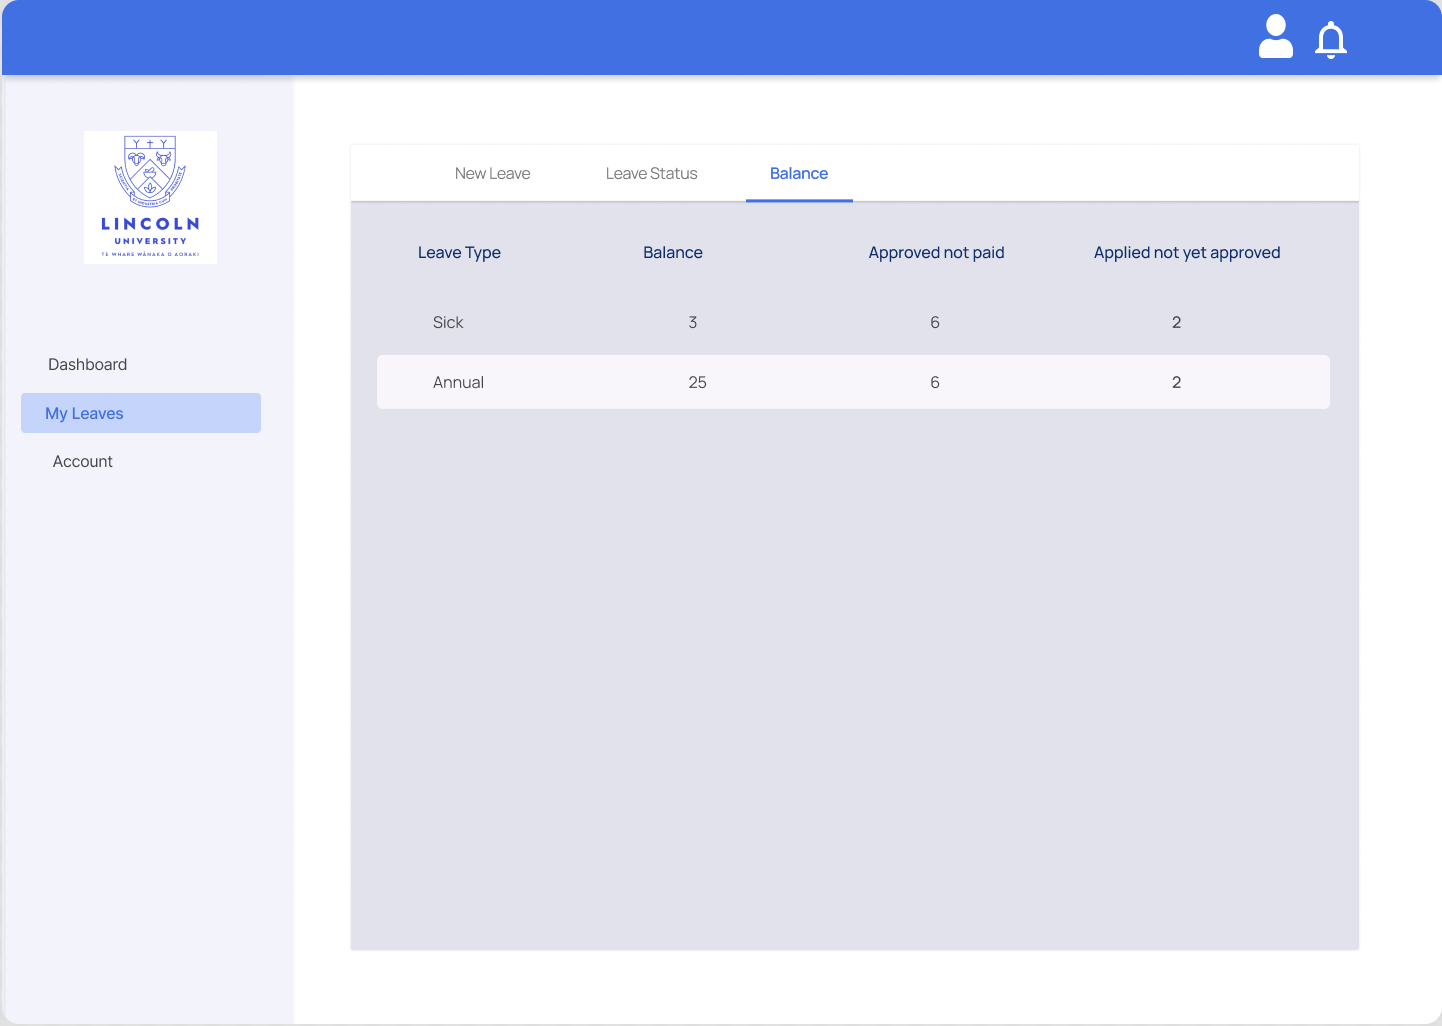 LINCOLN
UNIVERSITY
TE WHARE WĀNAKA O AORAKI
Dashboard
My Leaves
Account
New Leave Leave Status Balance
Leave Type Balance Approved not paid Applied not yet approved
Sick 3 6 2
Annual 25 6 2